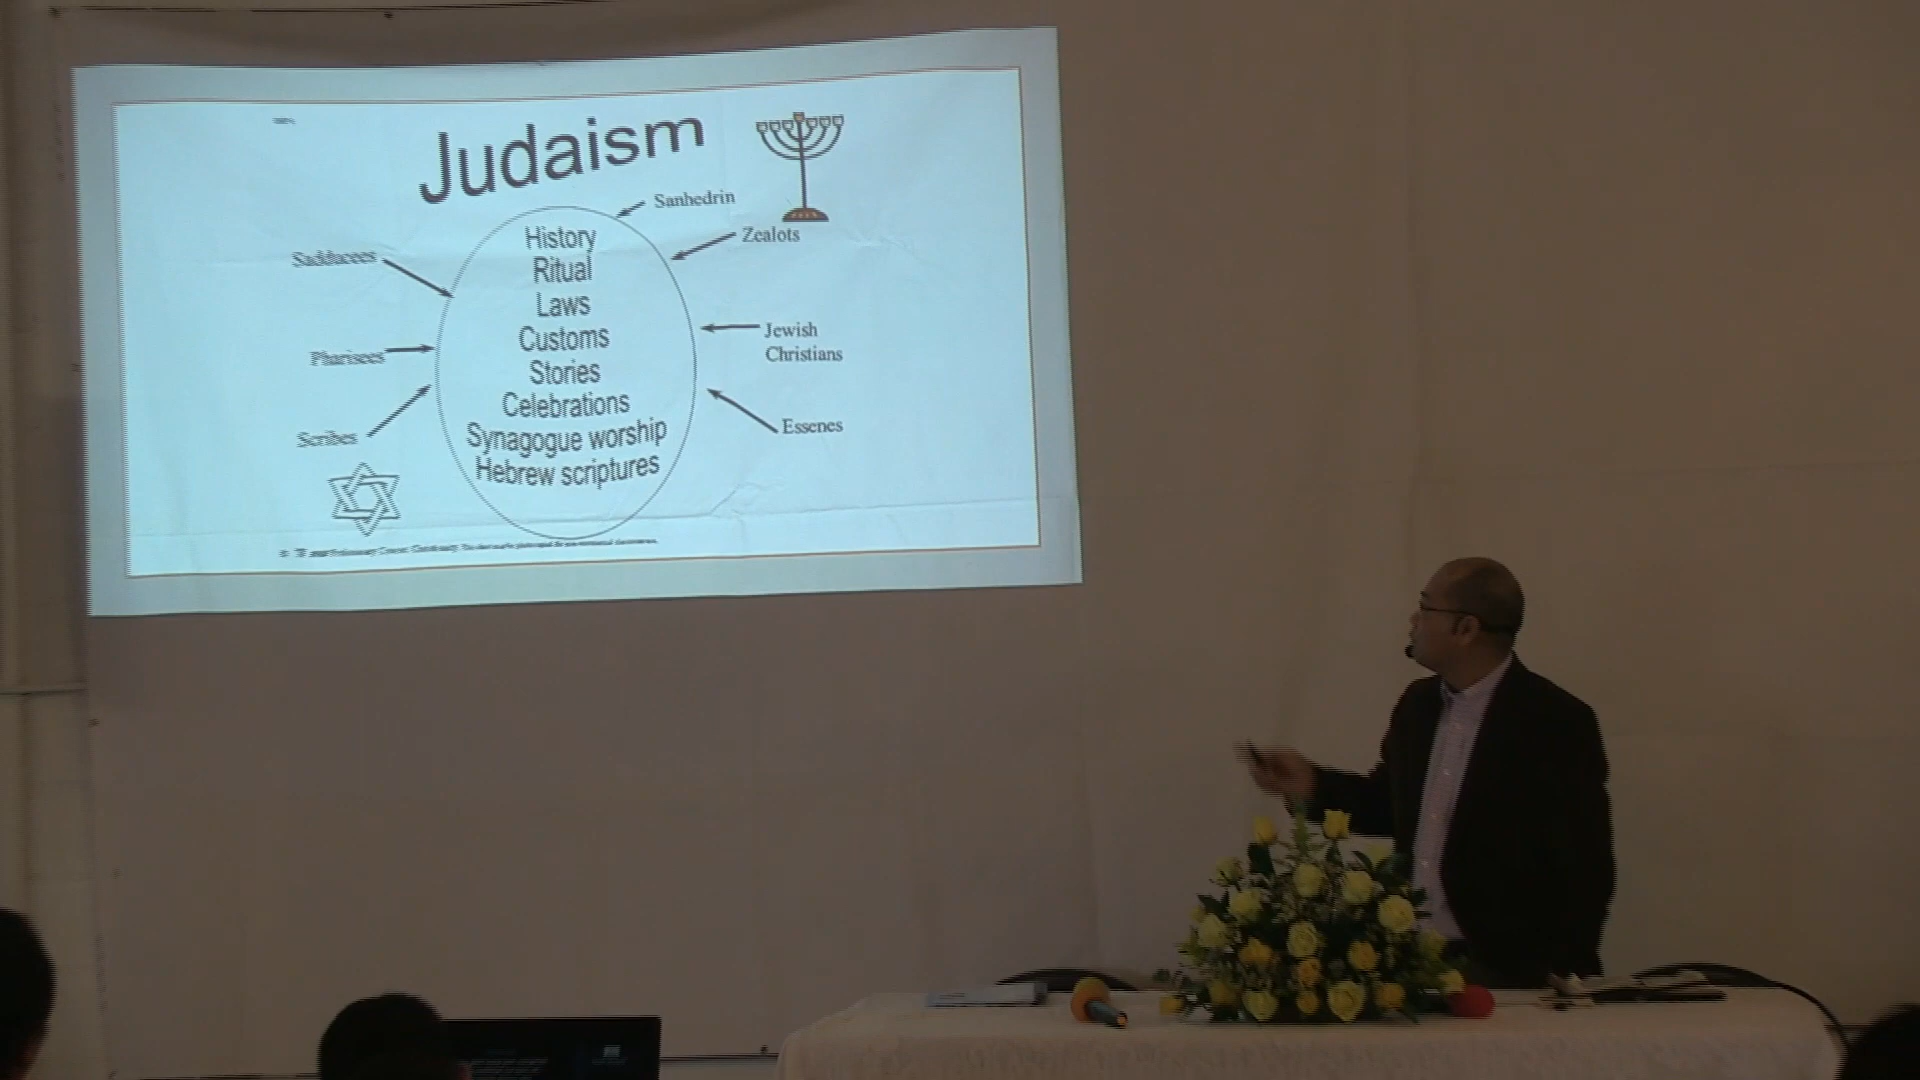 Judaism
Sanhedrin
Zealots
Sadducees
Pharisees
Scribes
History
Ritual
Laws
Customs
Stories
Celebrations
Synagogue worship
Hebrew scriptures
Jewish
Christians
Essenes